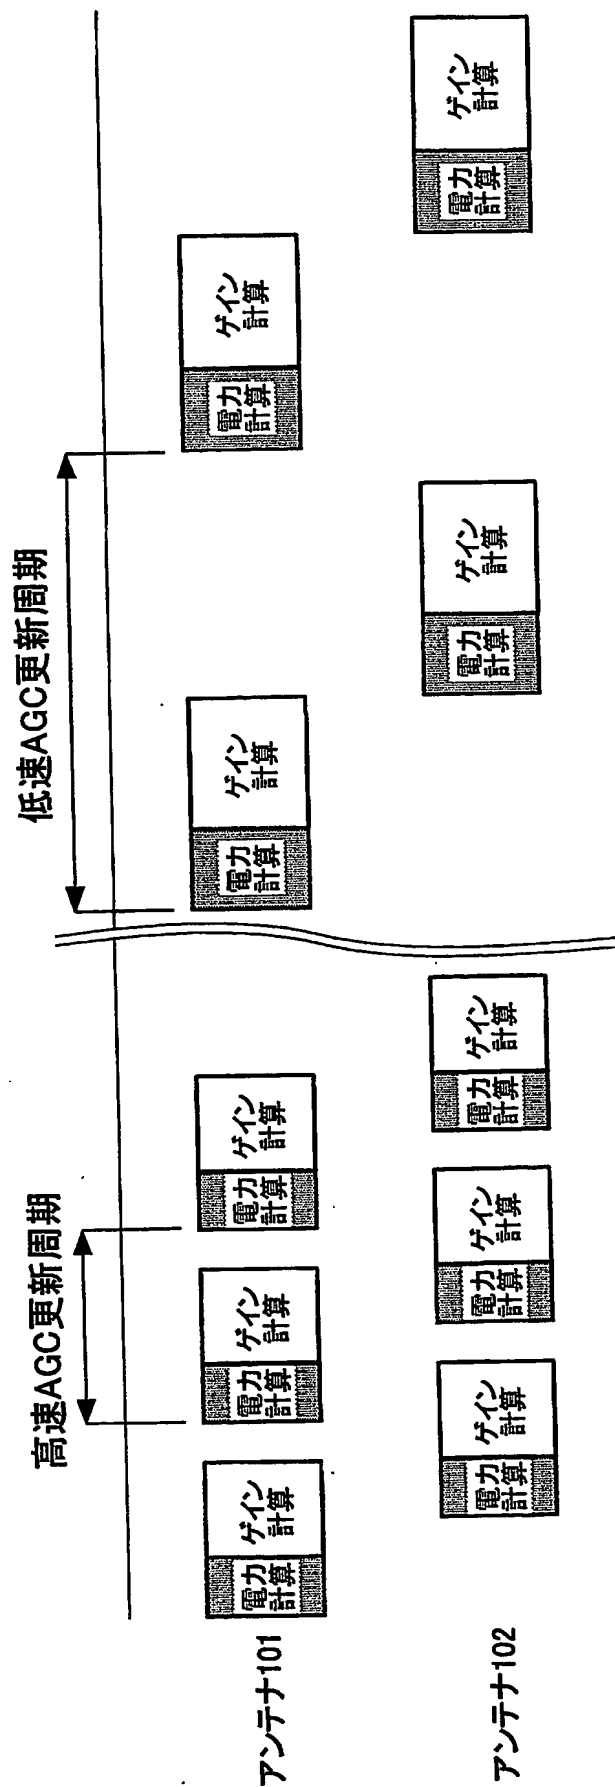 高速AGC更新周期
低速AGC更新周期
アンテナ101
電力
計算
ゲイン
計算
電力
計算
ゲイン
計算
電力
計算
ゲイン
計算
電力
計算
ゲイン
計算
電力
計算
ゲイン
計算
アンテナ102
電力
計算
ゲイン
計算
電力
計算
ゲイン
計算
電力
計算
ゲイン
計算
電力
計算
ゲイン
計算
電力
計算
ゲイン
計算